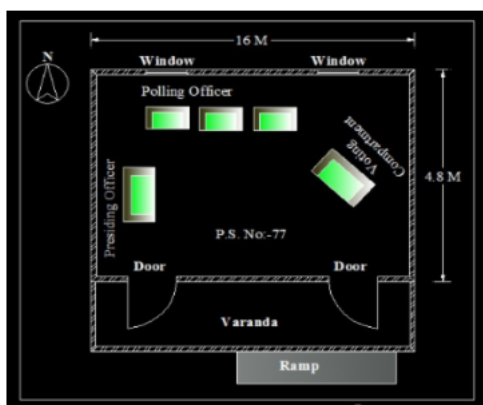 16 M
N
Window
Window
Polling Officer
Voting
Compartment
4.8 M
Presiding Officer
P.S. No:-77
Door
Door
Varanda
Ramp